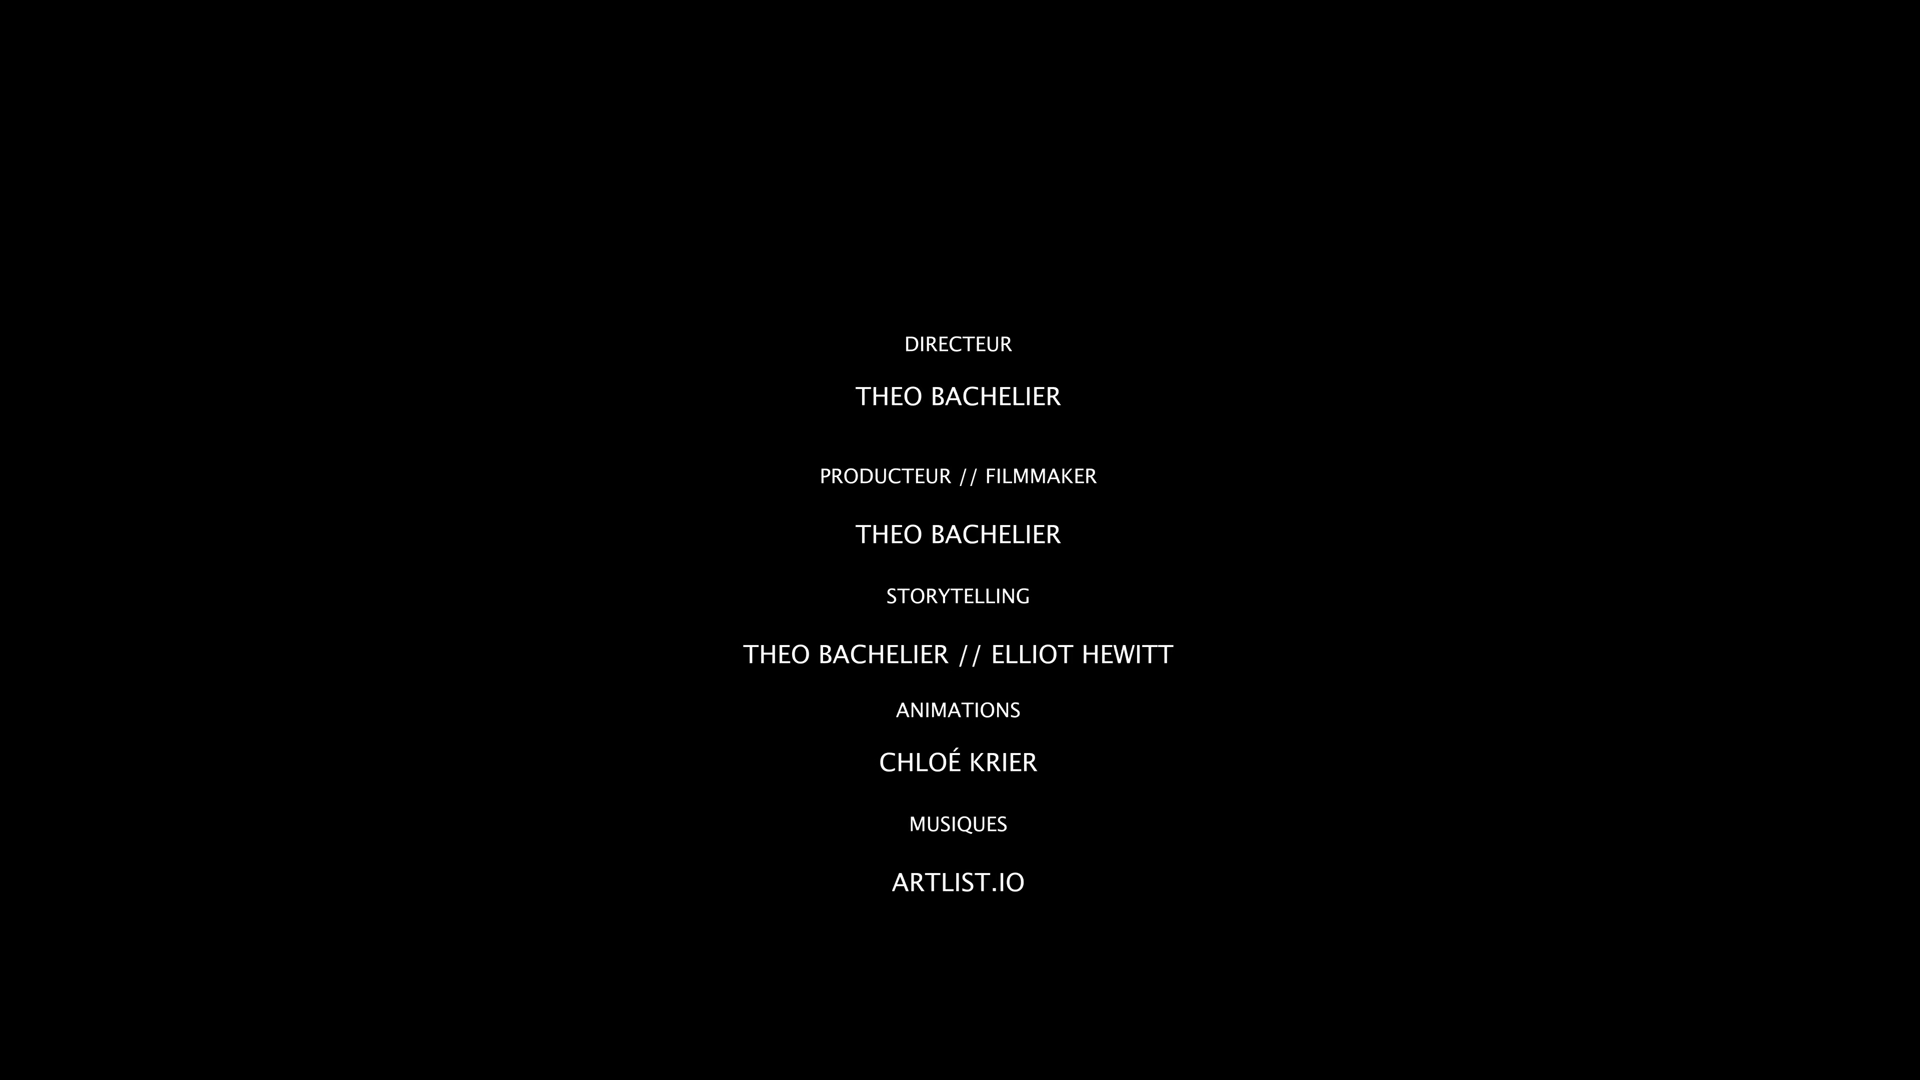 DIRECTEUR
THEO BACHELIER
PRODUCTEUR // FILMMAKER
THEO BACHELIER
STORYTELLING
THEO BACHELIER // ELLIOT HEWITT
ANIMATIONS
CHLOÉ KRIER
MUSIQUES
ARTLIST.IO